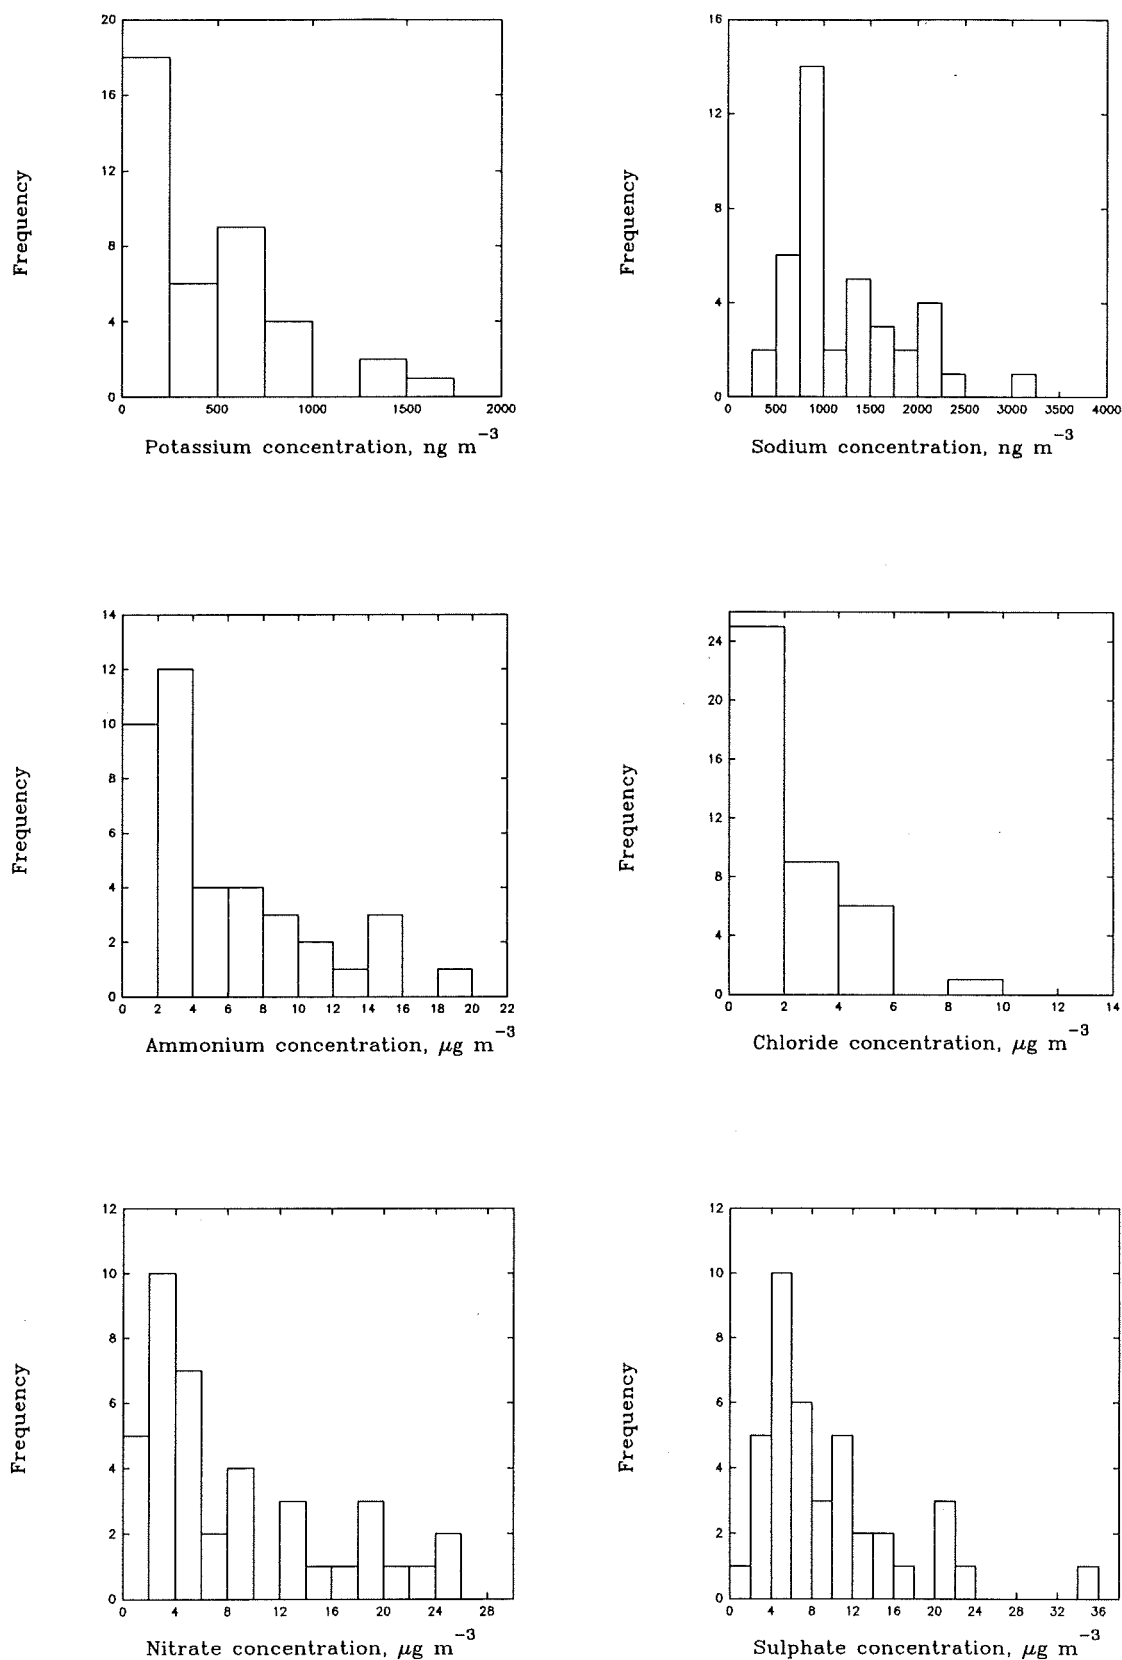 20
16
12
8
4
0
Frequency
0 500 1000 1500 2000
Potassium concentration, ng m⁻³
16
12
8
4
0
Frequency
0 500 1000 1500 2000 2500 3000 3500 4000
Sodium concentration, ng m⁻³
14
12
10
8
6
4
2
0
Frequency
0 2 4 6 8 10 12 14 16 18 20 22
Ammonium concentration, μg m⁻³
24
20
16
12
8
4
0
Frequency
0 2 4 6 8 10 12 14
Chloride concentration, μg m⁻³
12
10
8
6
4
2
0
Frequency
0 4 8 12 16 20 24 28
Nitrate concentration, μg m⁻³
12
10
8
6
4
2
0
Frequency
0 4 8 12 16 20 24 28 32 36
Sulphate concentration, μg m⁻³